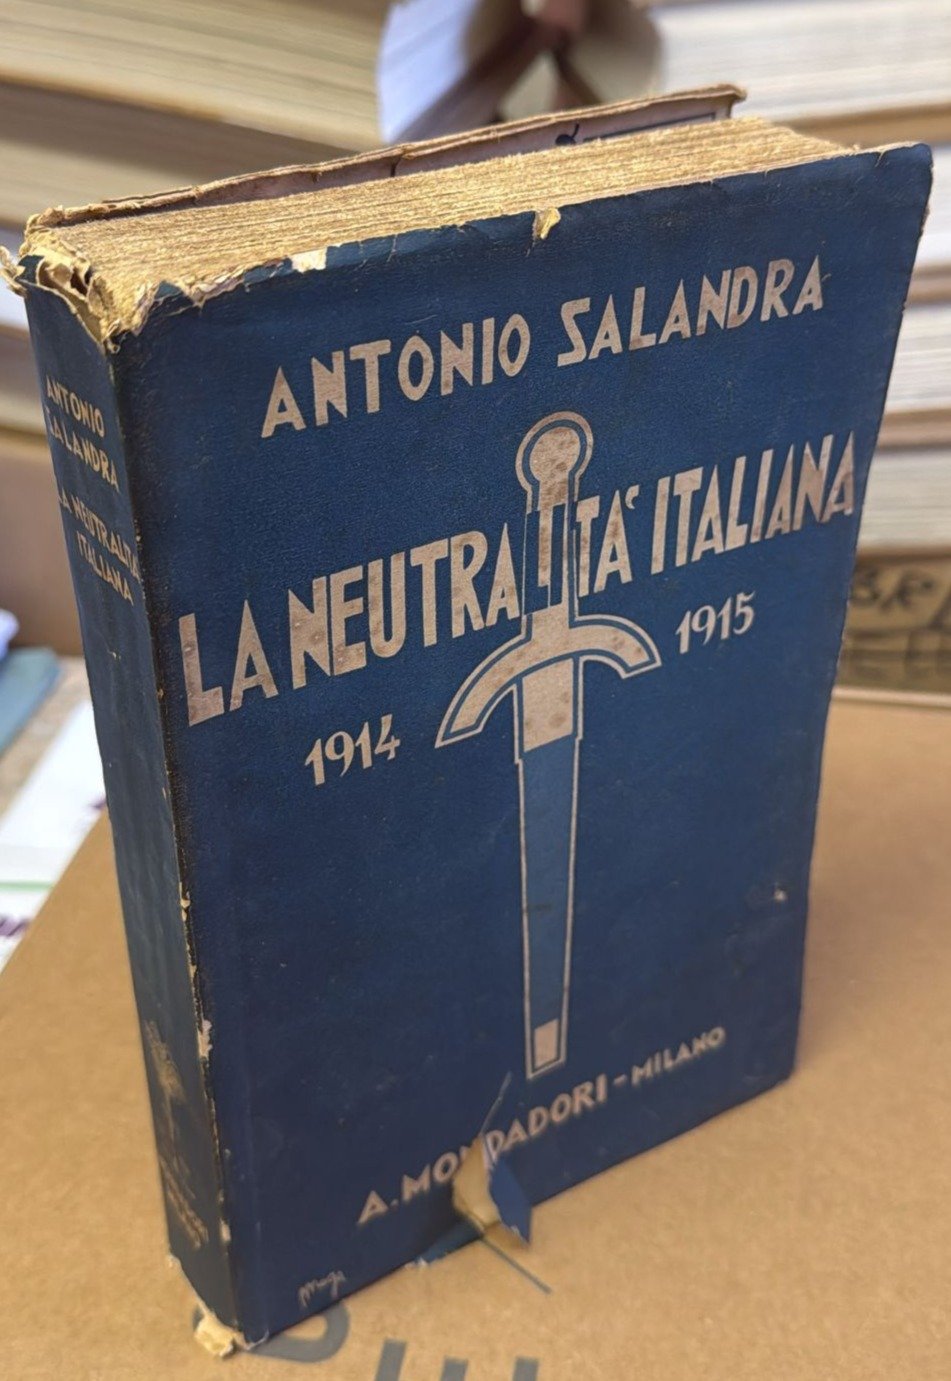 ANTONIO SALANDRA
LA NEUTRALITA' ITALIANA
1914 1915
A. MONDADORI - MILANO
ANTONIO
SALANDRA
LA NEUTRALITA
ITALIANA